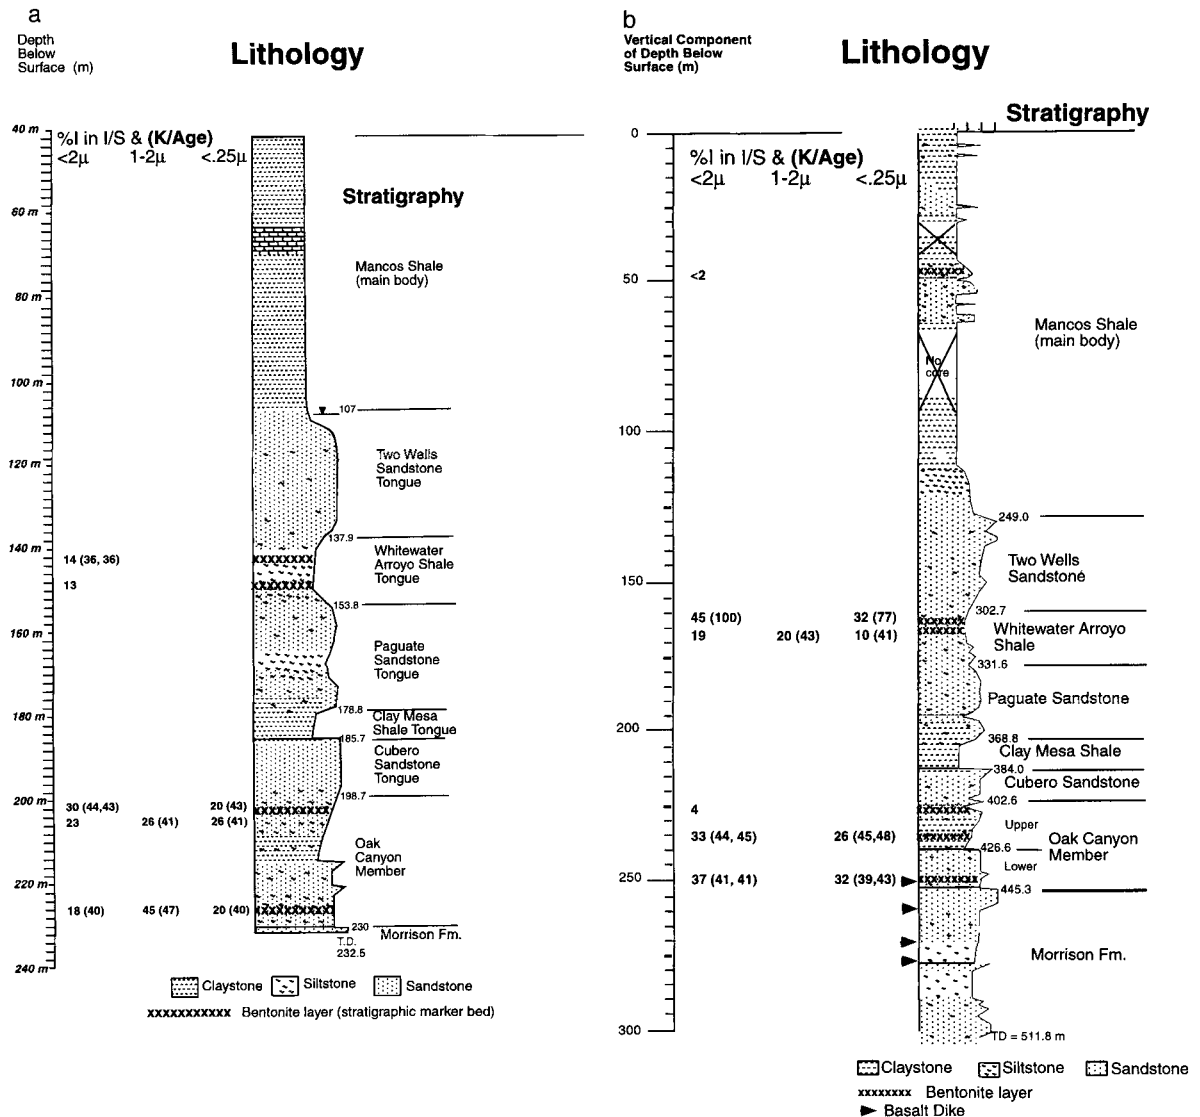 a
Depth
Below
Surface (m)
Lithology
40 m
%I in I/S & (K/Age)
<2µ 1-2µ <.25µ
Stratigraphy
60 m
Mancos Shale
(main body)
80 m
100 m
107
Two Wells
Sandstone
Tongue
120 m
137.9
140 m
Whitewater
Arroyo Shale
Tongue
14 (36, 36)
13
153.8
160 m
Paguate
Sandstone
Tongue
178.8
180 m
Clay Mesa
Shale Tongue
185.7
Cubero
Sandstone
Tongue
198.7
200 m
30 (44,43) 20 (43)
23 26 (41) 26 (41)
Oak
Canyon
Member
220 m
18 (40) 45 (47) 20 (40)
230
Morrison Fm.
T.D.
232.5
240 m
Claystone Siltstone Sandstone
xxxxxxxxxxx Bentonite layer (stratigraphic marker bed)
b
Vertical Component
of Depth Below
Surface (m)
Lithology
Stratigraphy
0
%I in I/S & (K/Age)
<2µ 1-2µ <.25µ
50
<2
Mancos Shale
(main body)
No
core
100
249.0
Two Wells
Sandstone
150
302.7
45 (100) 32 (77)
19 20 (43) 10 (41)
Whitewater Arroyo
Shale
331.6
Paguate Sandstone
200
368.8
Clay Mesa Shale
384.0
Cubero Sandstone
402.6
4
Upper
33 (44, 45) 26 (45,48)
Oak Canyon
Member
426.6
Lower
250
37 (41, 41) 32 (39,43)
445.3
Morrison Fm.
300
TD = 511.8 m
Claystone Siltstone Sandstone
xxxxxxxx Bentonite layer
Basalt Dike